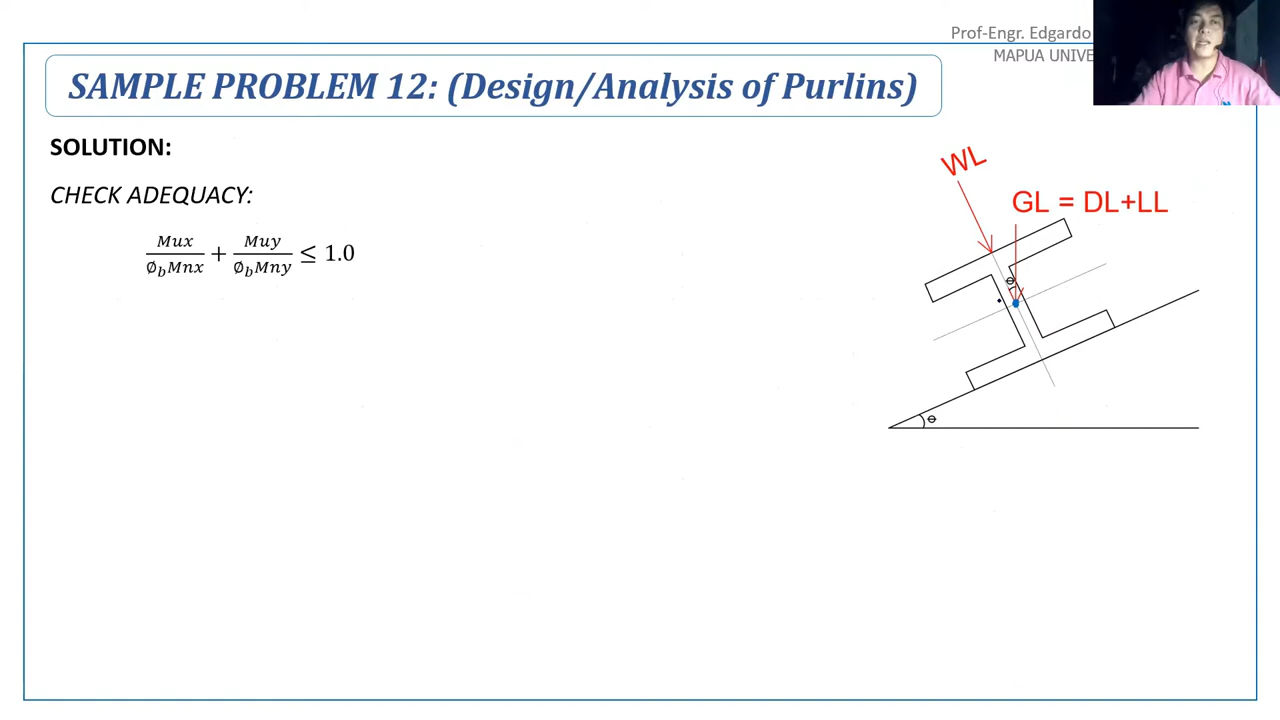 Prof-Engr. Edgardo
MAPUA
SAMPLE PROBLEM 12: (Design/Analysis of Purlins)
SOLUTION:
CHECK ADEQUACY:
Mux/∅bMnx + Muy/∅bMny ≤ 1.0
WL
GL = DL+LL
Θ
Θ